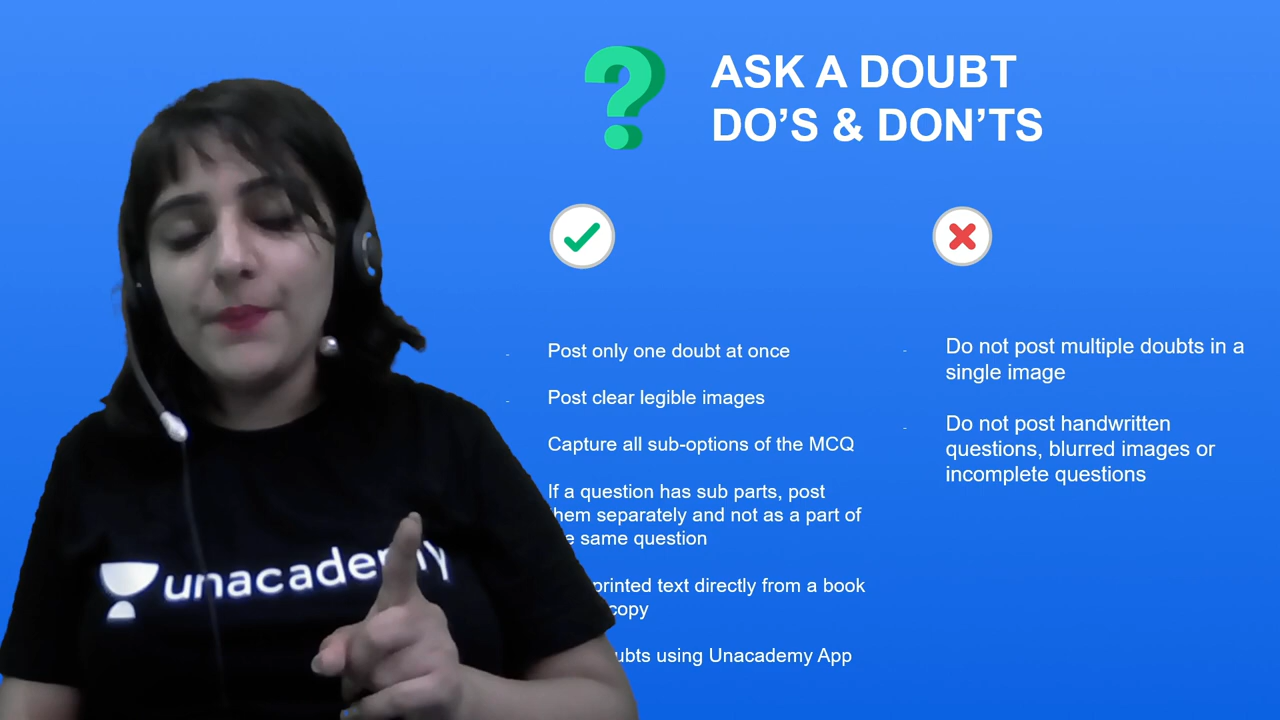 ASK A DOUBT
DO’S & DON’TS
Post only one doubt at once
Post clear legible images
Capture all sub-options of the MCQ
If a question has sub parts, post
separately and not as a part of
same question
printed text directly from a book
copy
using Unacademy App
Do not post multiple doubts in a
single image
Do not post handwritten
questions, blurred images or
incomplete questions
unacademy